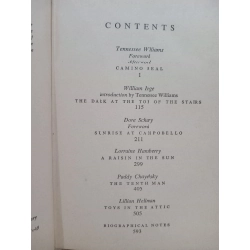 CONTENTS
Tennessee Williams
Foreword
CAMINO REAL
1
William Inge
introduction by Tennessee Williams
THE DARK AT THE TOP OF THE STAIRS
115
Dore Schary
Foreword
SUNRISE AT CAMPOBELLO
211
Lorraine Hansberry
A RAISIN IN THE SUN
Paddy Chayefsky
THE TENTH MAN
405
Lillian Hellman
TOYS IN THE ATTIC
BIOGRAPHICAL NOTES